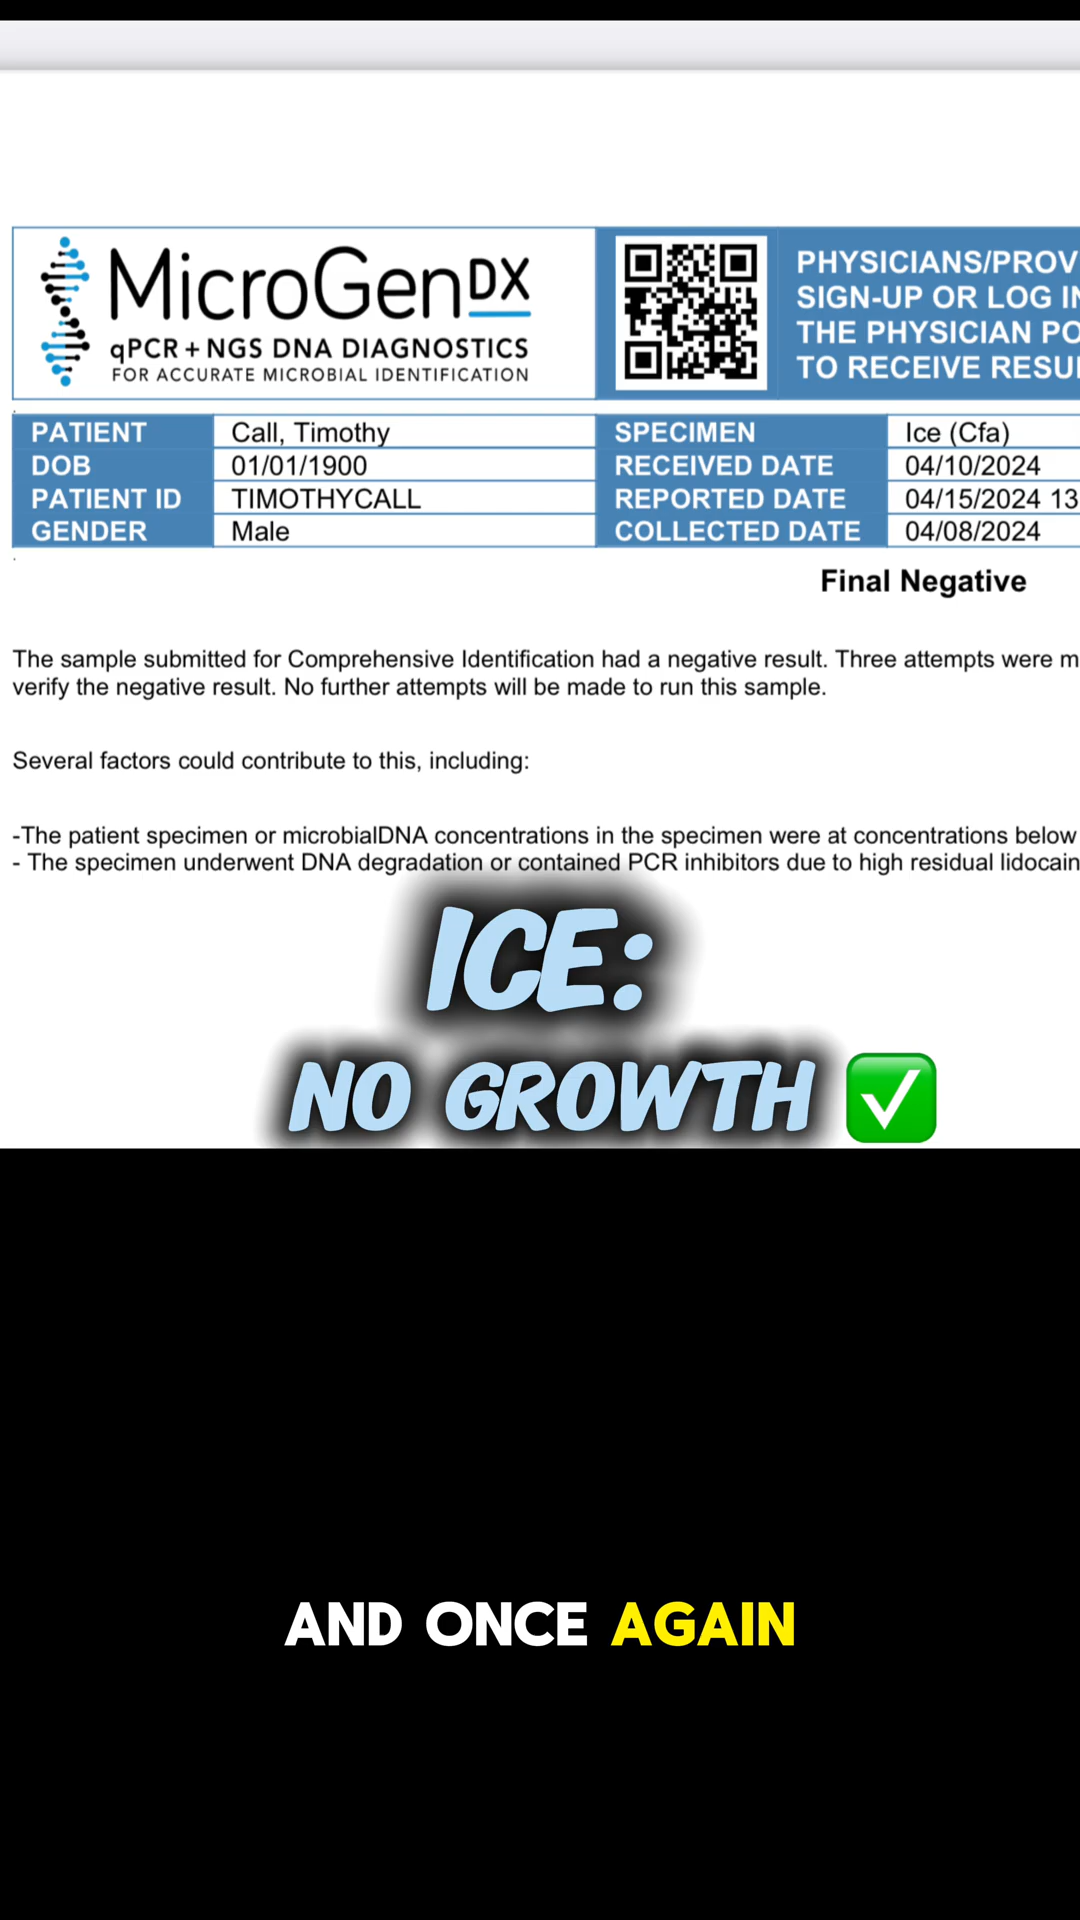 MicroGenDX
qPCR + NGS DNA DIAGNOSTICS
FOR ACCURATE MICROBIAL IDENTIFICATION
PHYSICIANS/PROV
SIGN-UP OR LOG IN
THE PHYSICIAN PO
TO RECEIVE RESU
PATIENT Call, Timothy SPECIMEN Ice (Cfa)
DOB 01/01/1900 RECEIVED DATE 04/10/2024
PATIENT ID TIMOTHYCALL REPORTED DATE 04/15/2024 13
GENDER Male COLLECTED DATE 04/08/2024
Final Negative
The sample submitted for Comprehensive Identification had a negative result. Three attempts were m
verify the negative result. No further attempts will be made to run this sample.
Several factors could contribute to this, including:
-The patient specimen or microbialDNA concentrations in the specimen were at concentrations below
- The specimen underwent DNA degradation or contained PCR inhibitors due to high residual lidocain
ICE:
NO GROWTH ✅
AND ONCE AGAIN